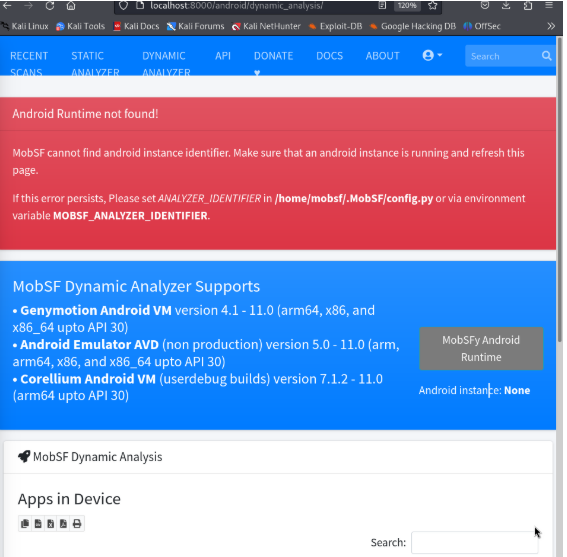 localhost:8000/android/dynamic_analysis/
120%
Kali Linux Kali Tools Kali Docs Kali Forums Kali NetHunter Exploit-DB Google Hacking DB OffSec
RECENT SCANS
STATIC ANALYZER
DYNAMIC ANALYZER
API
DONATE ♥
DOCS
ABOUT
Search
Android Runtime not found!
MobSF cannot find android instance identifier. Make sure that an android instance is running and refresh this
page.
If this error persists, Please set ANALYZER_IDENTIFIER in /home/mobsf/.MobSF/config.py or via environment
variable MOBSF_ANALYZER_IDENTIFIER.
MobSF Dynamic Analyzer Supports
• Genymotion Android VM version 4.1 - 11.0 (arm64, x86, and
x86_64 upto API 30)
• Android Emulator AVD (non production) version 5.0 - 11.0 (arm,
arm64, x86, and x86_64 upto API 30)
• Corellium Android VM (userdebug builds) version 7.1.2 - 11.0
(arm64 upto API 30)
MobSFy Android
Runtime
Android instance: None
MobSF Dynamic Analysis
Apps in Device
Search: